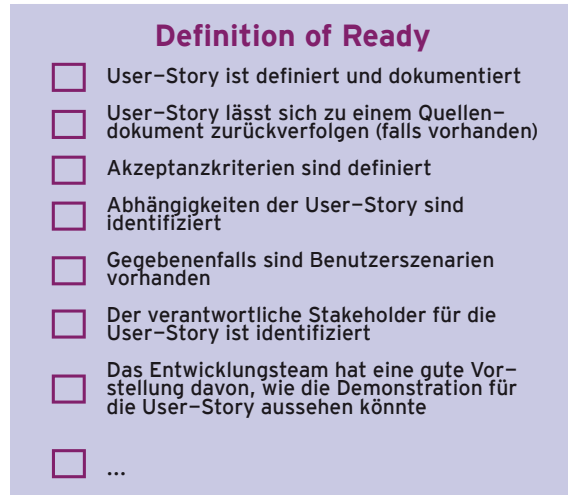 Definition of Ready
User-Story ist definiert und dokumentiert
User-Story lässt sich zu einem Quellen-
dokument zurückverfolgen (falls vorhanden)
Akzeptanzkriterien sind definiert
Abhängigkeiten der User-Story sind
identifiziert
Gegebenenfalls sind Benutzerszenarien
vorhanden
Der verantwortliche Stakeholder für die
User-Story ist identifiziert
Das Entwicklungsteam hat eine gute Vor-
stellung davon, wie die Demonstration für
die User-Story aussehen könnte
...